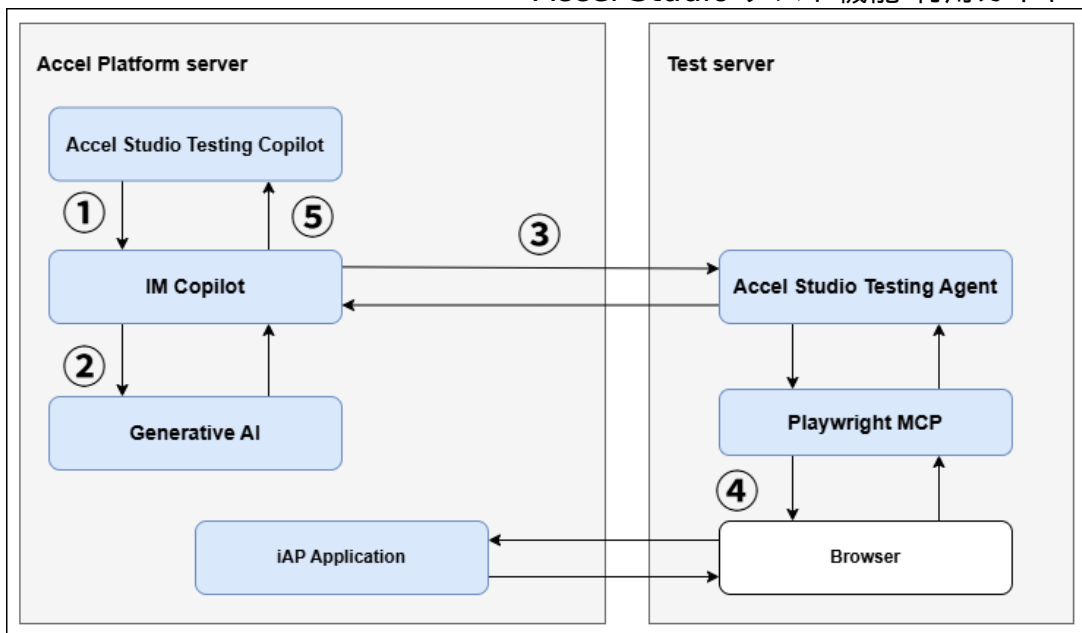 Accel Platform server
Test server
Accel Studio Testing Copilot
①
⑤
③
IM Copilot
Accel Studio Testing Agent
②
Generative AI
Playwright MCP
④
iAP Application
Browser